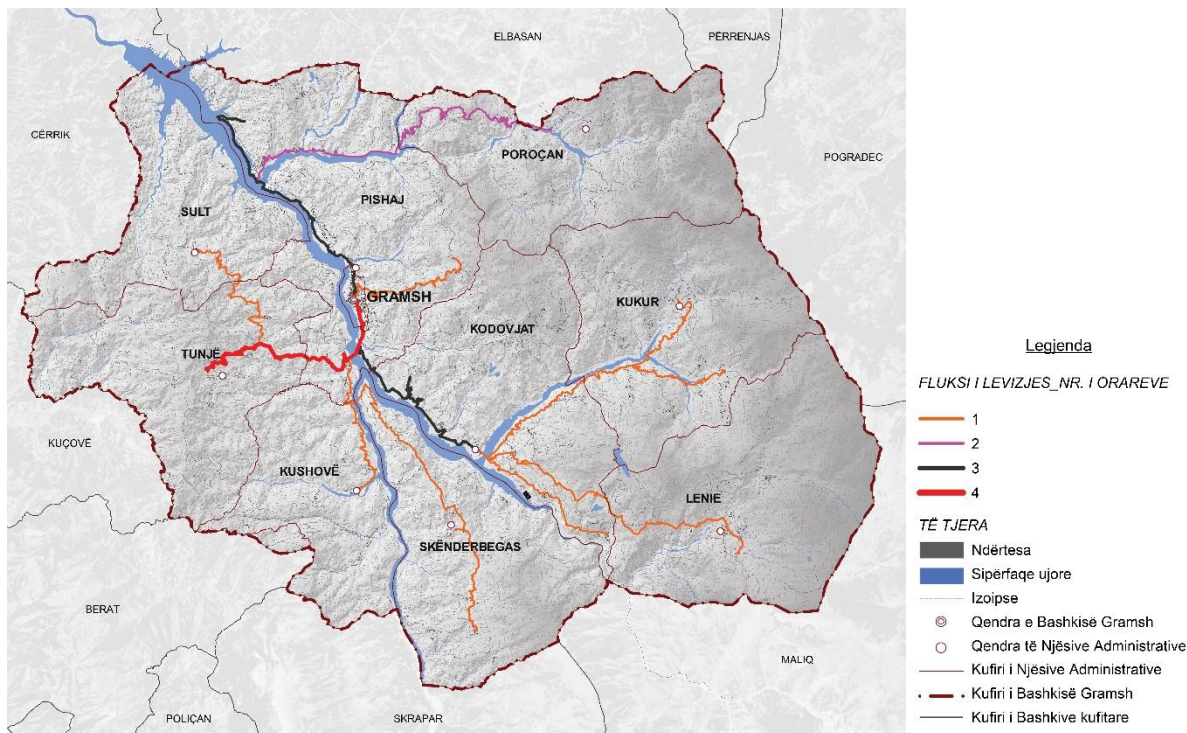 ELBASAN
PËRRENJAS
CËRRIK
POROÇAN
POGRADEC
PISHAJ
SULT
GRAMSH
KUKUR
KODOVJAT
TUNJË
KUÇOVË
KUSHOVË
LENIE
SKËNDERBEGAS
BERAT
MALIQ
POLIÇAN
SKRAPAR
Legjenda
FLUKSI I LEVIZJES_NR. I ORAREVE
1
2
3
4
TË TJERA
Ndërtesa
Sipërfaqe ujore
Izoipse
Qendra e Bashkisë Gramsh
Qendra të Njësive Administrative
Kufiri i Njësive Administrative
Kufiri i Bashkisë Gramsh
Kufiri i Bashkive kufitare